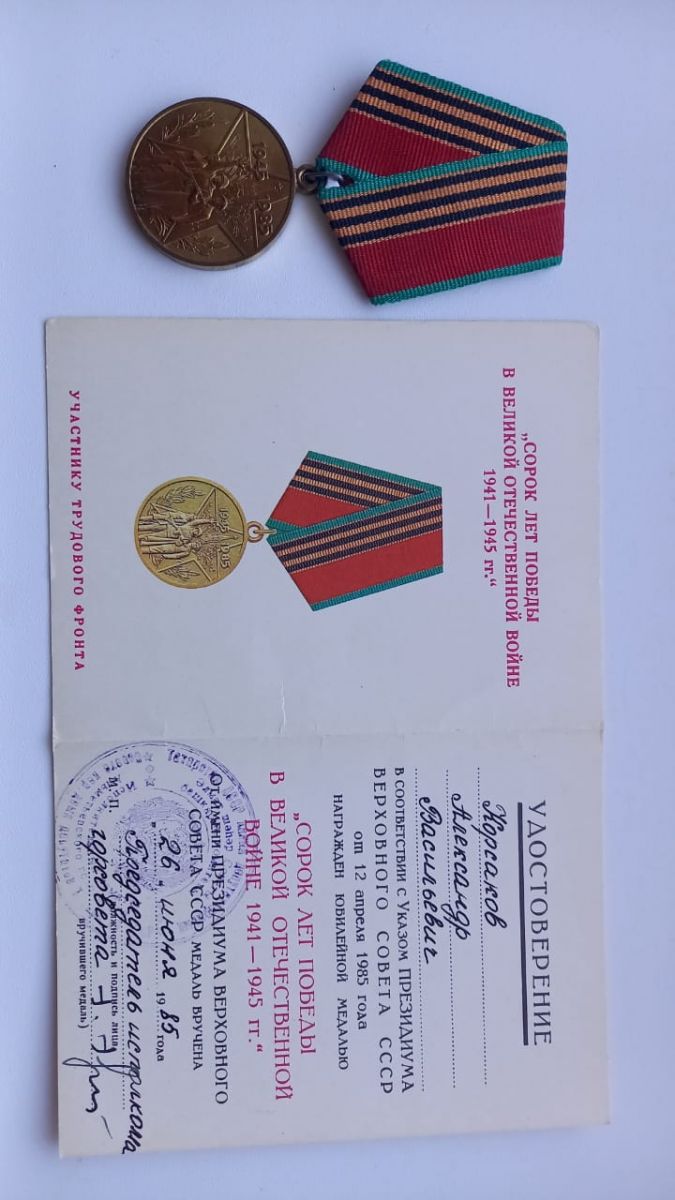 1945
1985
„СОРОК ЛЕТ ПОБЕДЫ
В ВЕЛИКОЙ ОТЕЧЕСТВЕННОЙ ВОЙНЕ
1941—1945 гг.“
1945
1985
УЧАСТНИКУ ТРУДОВОГО ФРОНТА
УДОСТОВЕРЕНИЕ
Корсаков
Александр
Васильевич
В СООТВЕТСТВИИ С УКАЗОМ ПРЕЗИДИУМА
ВЕРХОВНОГО СОВЕТА СССР
от 12 апреля 1985 года
НАГРАЖДЕН ЮБИЛЕЙНОЙ МЕДАЛЬЮ
„СОРОК ЛЕТ ПОБЕДЫ
В ВЕЛИКОЙ ОТЕЧЕСТВЕННОЙ
ВОЙНЕ 1941—1945 гг.“
ОТ ИМЕНИ ПРЕЗИДИУМА ВЕРХОВНОГО
СОВЕТА СССР МЕДАЛЬ ВРУЧЕНА
„26“ июня 1985 года
М.П.
Председатель исполкома
должность и подпись лица,
горсовета
вручившего медаль)